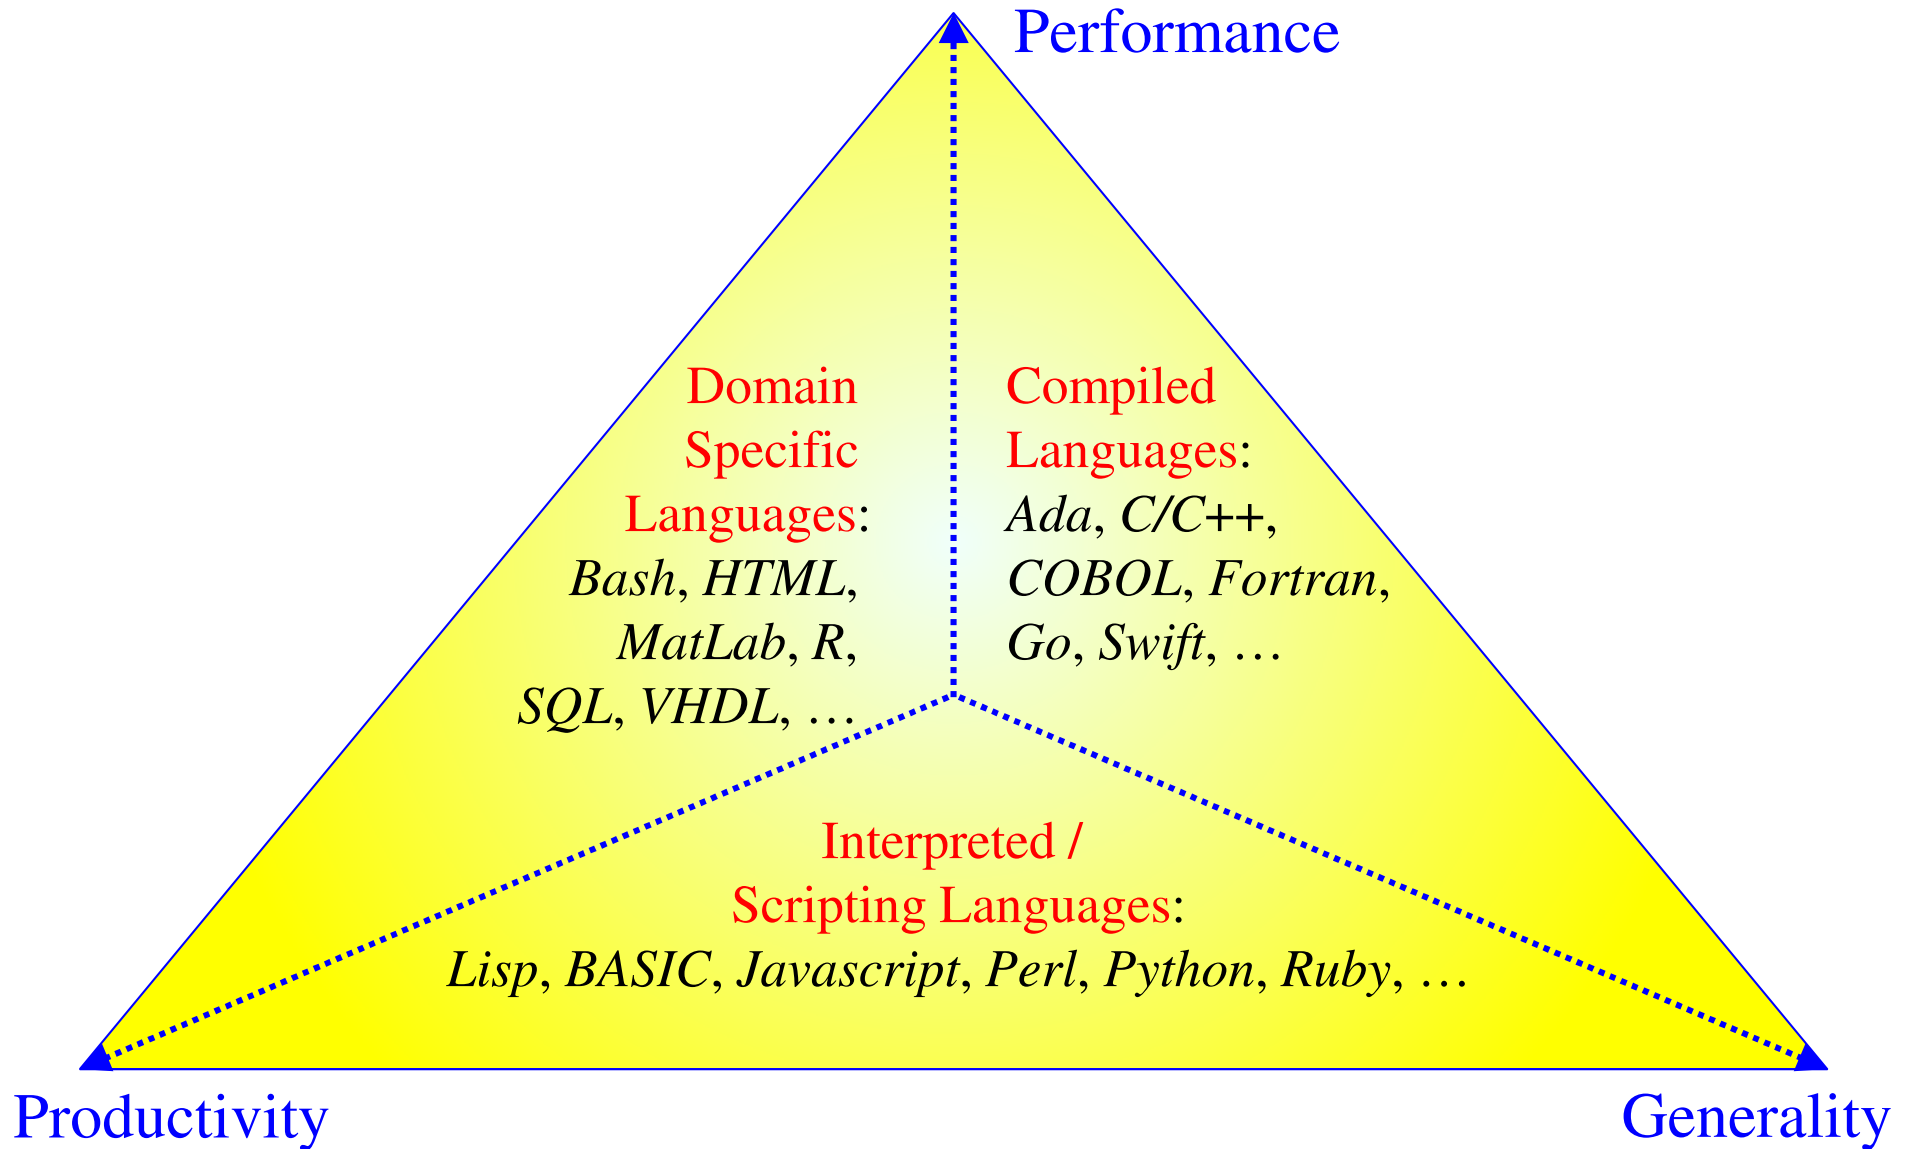 Performance
Domain
Specific
Languages:
Bash, HTML,
MatLab, R,
SQL, VHDL, …
Compiled
Languages:
Ada, C/C++,
COBOL, Fortran,
Go, Swift, …
Interpreted /
Scripting Languages:
Lisp, BASIC, Javascript, Perl, Python, Ruby, …
Productivity
Generality